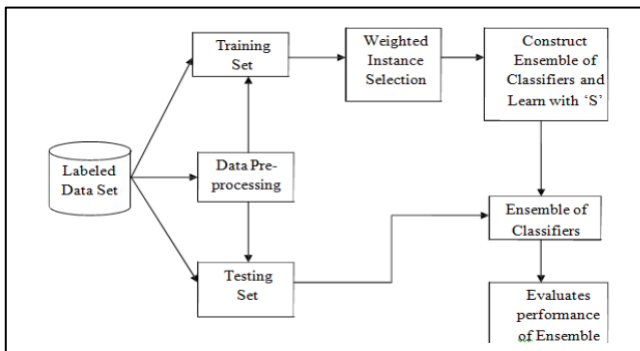 Training
Set
Weighted
Instance
Selection
Construct
Ensemble of
Classifiers and
Learn with ‘S’
Labeled
Data Set
Data Pre-
processing
Ensemble of
Classifiers
Testing
Set
Evaluates
performance
of Ensemble